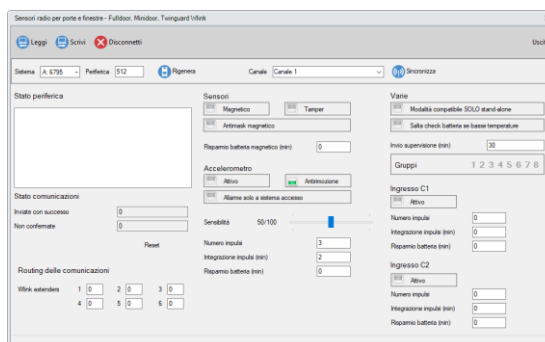 Sensori radio per porte e finestre - Fulldoor, Minidoor, Twinguard Wlink
Leggi Scrivi Disconnetti Uscit
Sistema A: 6795 Periferica 512 Rigenera Canale Canale 1 Sincronizza
Stato periferica
Stato comunicazioni
Inviate con successo 0
Non confermate 0
Reset
Routing delle comunicazioni
Wlink extenders 1 0 2 0 3 0
4 0 5 0 6 0
Sensori
Magnetico Tamper
Antimask magnetico
Risparmio batteria magnetico (min) 0
Accelerometro
Attivo Antirimozione
Allarme solo a sistema acceso
Sensibilità 50/100
Numero impulsi 3
Integrazione impulsi (min) 2
Risparmio batteria (min) 0
Varie
Modalità compatibile SOLO stand-alone
Salta check batteria se basse temperature
Invio supervisione (min) 30
Gruppi 1 2 3 4 5 6 7 8
Ingresso C1
Attivo
Numero impulsi 0
Integrazione impulsi (min) 0
Risparmio batteria (min) 0
Ingresso C2
Attivo
Numero impulsi 0
Integrazione impulsi (min) 0
Risparmio batteria (min) 0